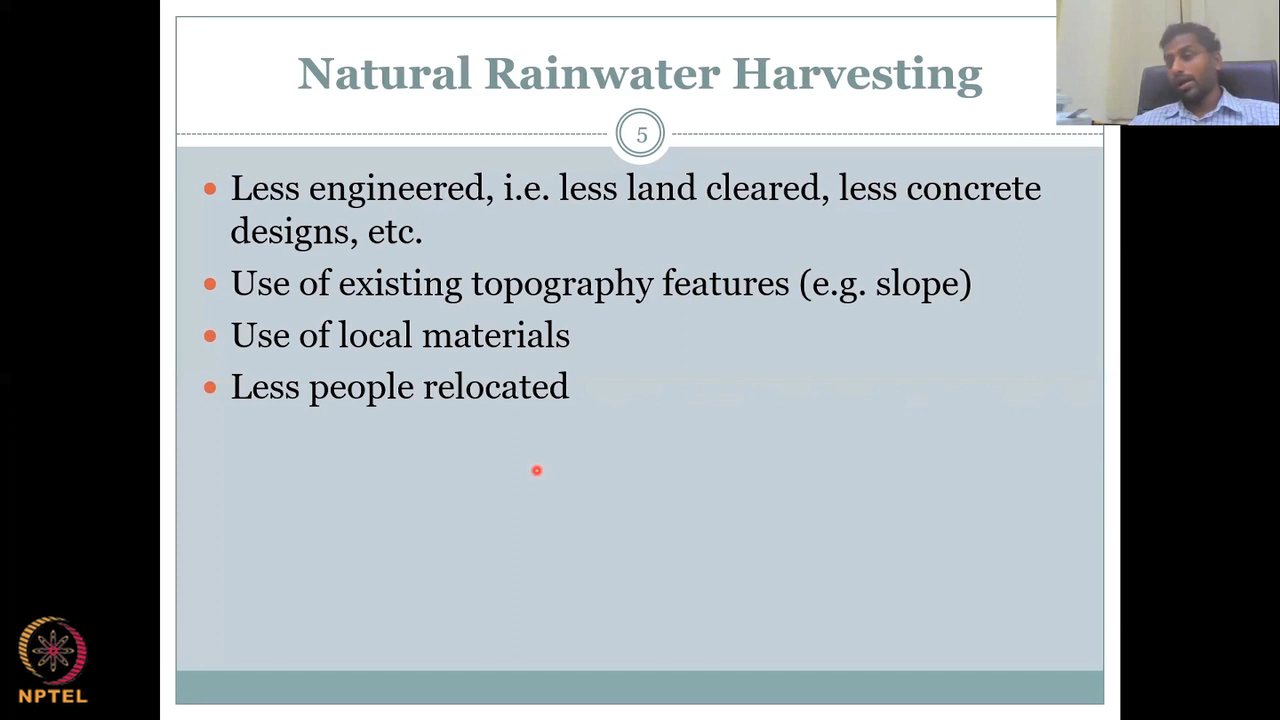 Natural Rainwater Harvesting
5
Less engineered, i.e. less land cleared, less concrete
designs, etc.
Use of existing topography features (e.g. slope)
Use of local materials
Less people relocated
NPTEL